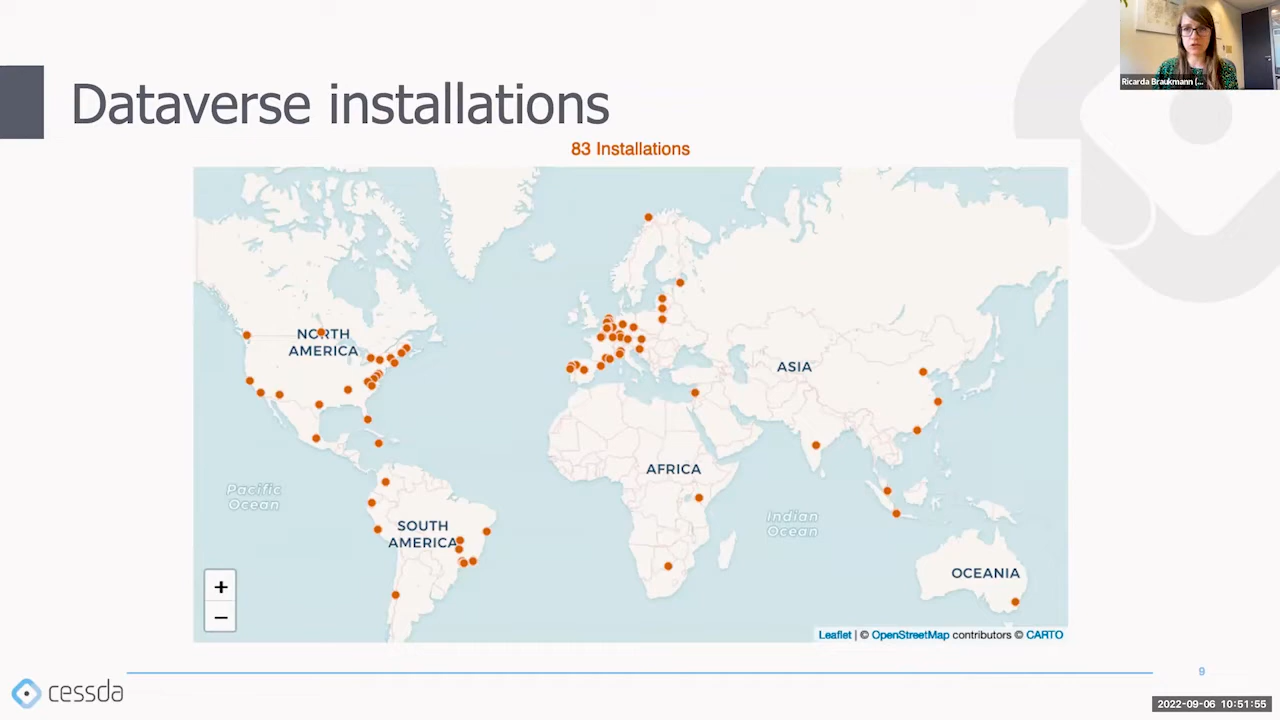 Ricarda Braukmann (...
Dataverse installations
83 Installations
NORTH
AMERICA
ASIA
AFRICA
Pacific
Ocean
Indian
Ocean
SOUTH
AMERICA
OCEANIA
+
−
Leaflet | © OpenStreetMap contributors © CARTO
9
cessda
2022-09-06 10:51:55